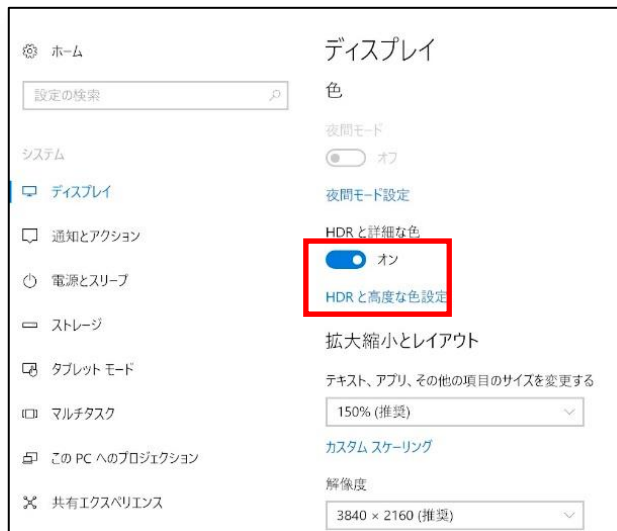 ホーム
設定の検索
システム
ディスプレイ
通知とアクション
電源とスリープ
ストレージ
タブレット モード
マルチタスク
この PC へのプロジェクション
共有エクスペリエンス
ディスプレイ
色
夜間モード
オフ
夜間モード設定
HDR と詳細な色
オン
HDR と高度な色設定
拡大縮小とレイアウト
テキスト、アプリ、その他の項目のサイズを変更する
150% (推奨)
カスタム スケーリング
解像度
3840 × 2160 (推奨)